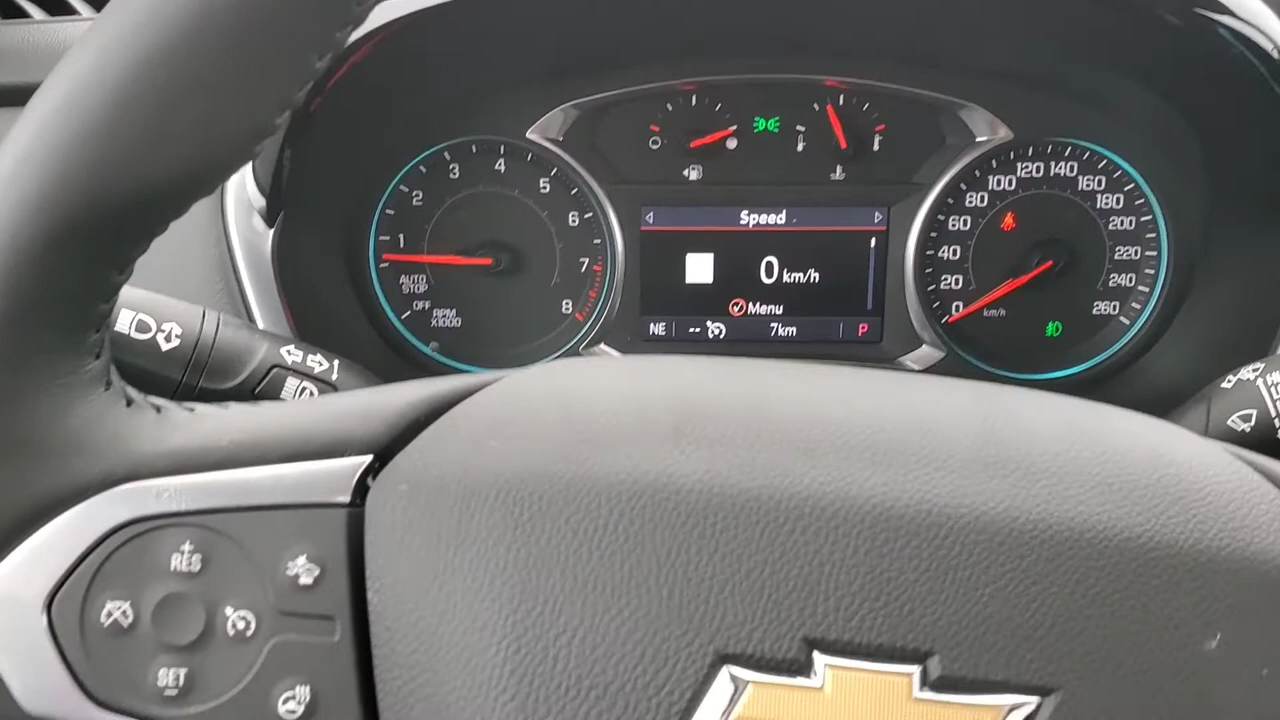 1
2
3
4
5
6
7
8
AUTO
STOP
OFF
RPM
X1000
Speed
0 km/h
Menu
NE -- 7km P
0
20
40
60
80
100
120
140
160
180
200
220
240
260
km/h
+
RES
SET
−